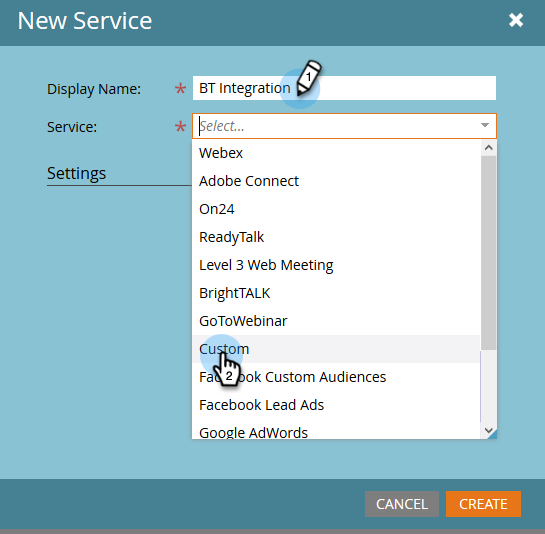 New Service
Display Name: * BT Integration 1
Service: * Select...
Settings
Webex
Adobe Connect
On24
ReadyTalk
Level 3 Web Meeting
BrightTALK
GoToWebinar
Custom
2
Facebook Custom Audiences
Facebook Lead Ads
Google AdWords
CANCEL CREATE